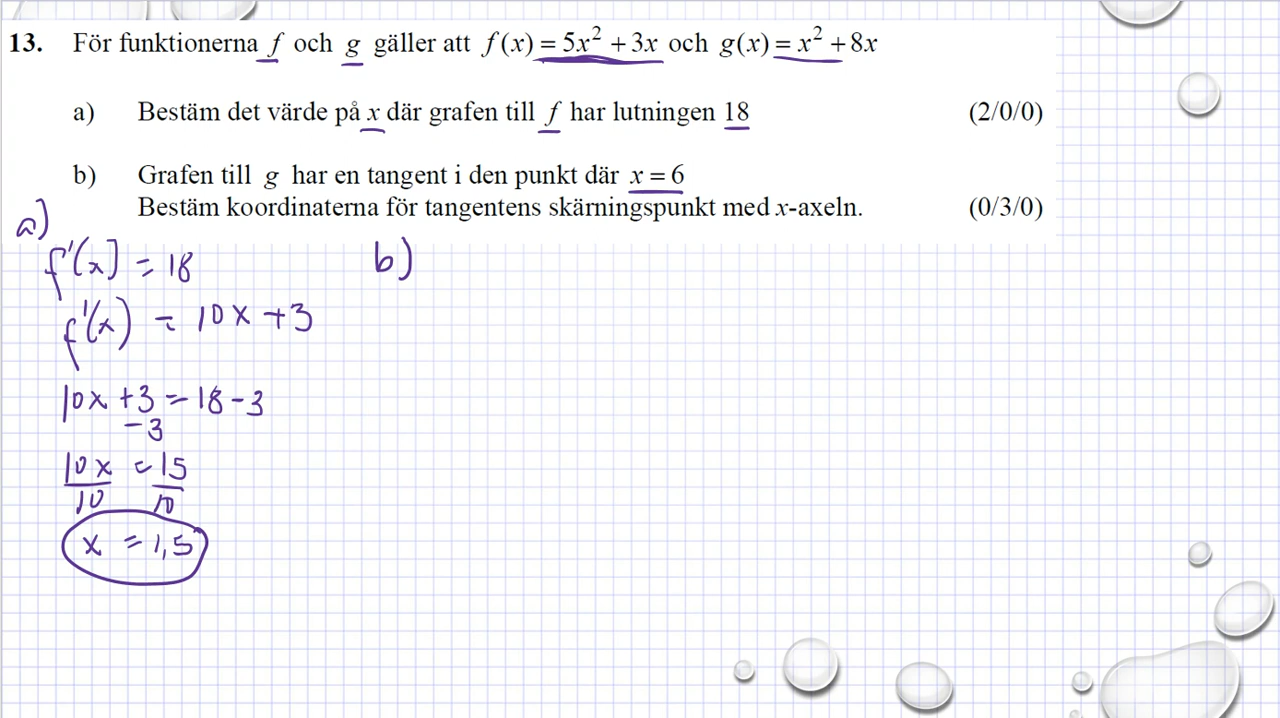 13. För funktionerna f och g gäller att f(x) = 5x² + 3x och g(x) = x² + 8x
a) Bestäm det värde på x där grafen till f har lutningen 18 (2/0/0)
b) Grafen till g har en tangent i den punkt där x = 6
Bestäm koordinaterna för tangentens skärningspunkt med x-axeln. (0/3/0)
a)
f'(x) = 18
f'(x) = 10x + 3
10x + 3 = 18 - 3
- 3
10x = 15
10 10
x = 1,5
b)